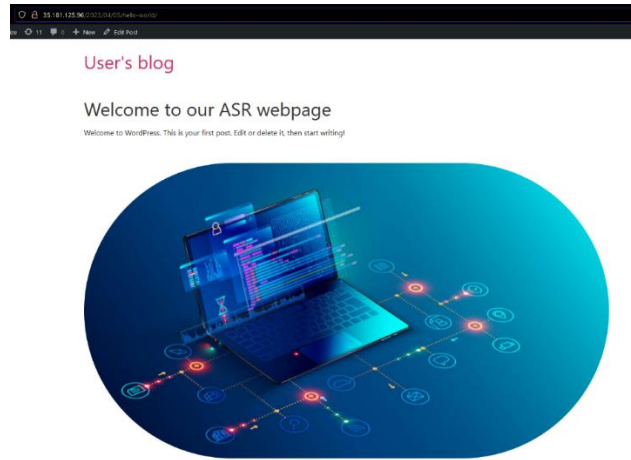 35.181.125.96/2023/04/05/hello-world/
11 0 + New Edit Post
User's blog
Welcome to our ASR webpage
Welcome to WordPress. This is your first post. Edit or delete it, then start writing!